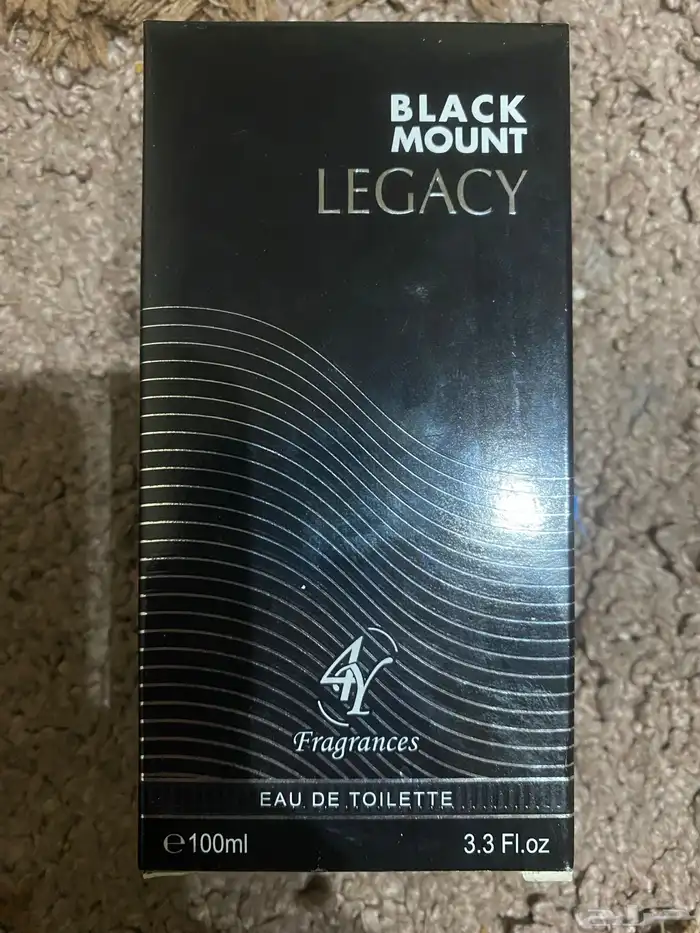 BLACK
MOUNT
LEGACY
4Y
Fragrances
EAU DE TOILETTE
℮100ml
3.3 Fl.oz